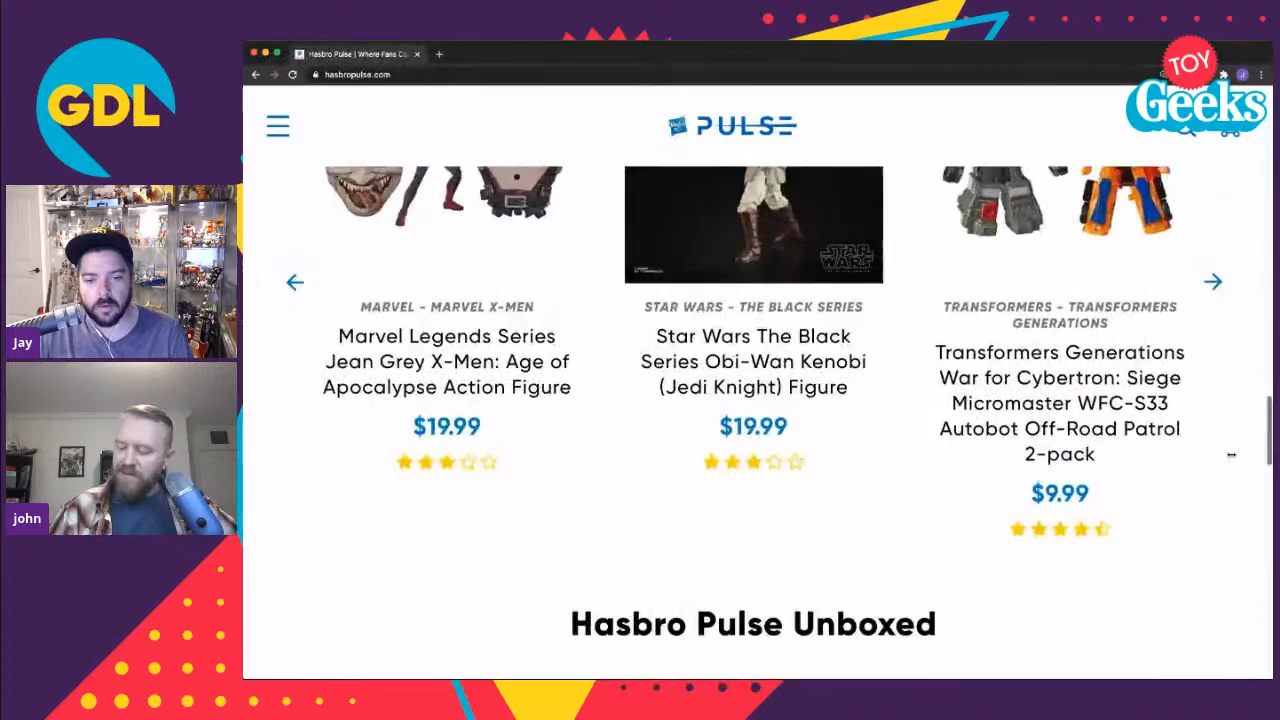 GDL
Jay
john
Hasbro Pulse | Where Fans Co
hasbropulse.com
TOY
Geeks
PULSE
STAR
WARS
MARVEL - MARVEL X-MEN
Marvel Legends Series
Jean Grey X-Men: Age of
Apocalypse Action Figure
$19.99
STAR WARS - THE BLACK SERIES
Star Wars The Black
Series Obi-Wan Kenobi
(Jedi Knight) Figure
$19.99
TRANSFORMERS - TRANSFORMERS
GENERATIONS
Transformers Generations
War for Cybertron: Siege
Micromaster WFC-S33
Autobot Off-Road Patrol
2-pack
$9.99
Hasbro Pulse Unboxed